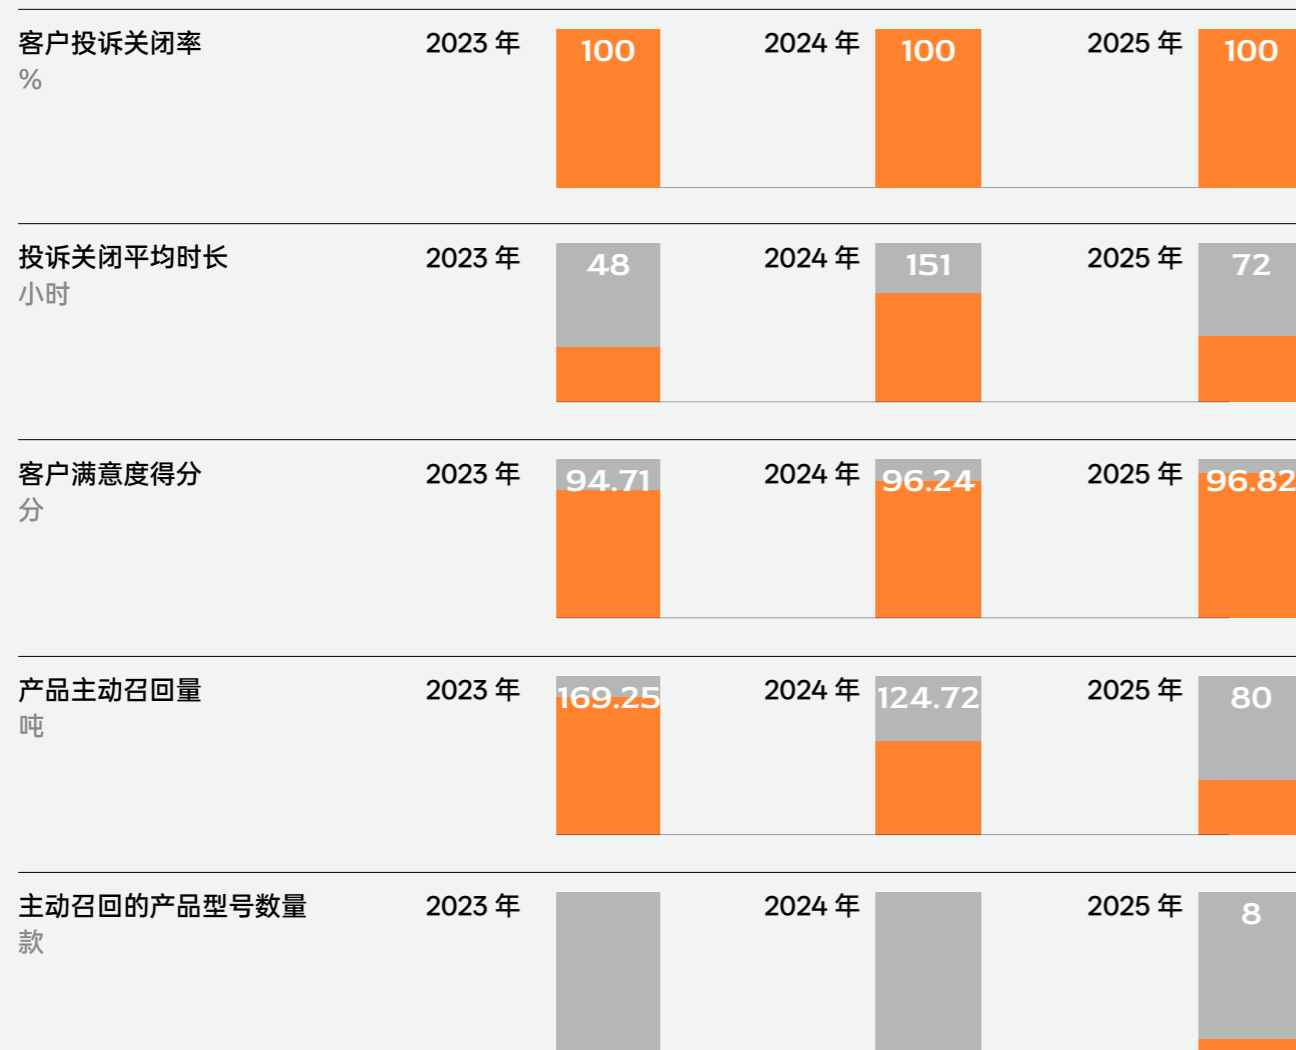 客户投诉关闭率 2023 年 100 2024 年 100 2025 年 100
%
投诉关闭平均时长 2023 年 48 2024 年 151 2025 年 72
小时
客户满意度得分 2023 年 94.71 2024 年 96.24 2025 年 96.82
分
产品主动召回量 2023 年 169.25 2024 年 124.72 2025 年 80
吨
主动召回的产品型号数量 2023 年 2024 年 2025 年 8
款